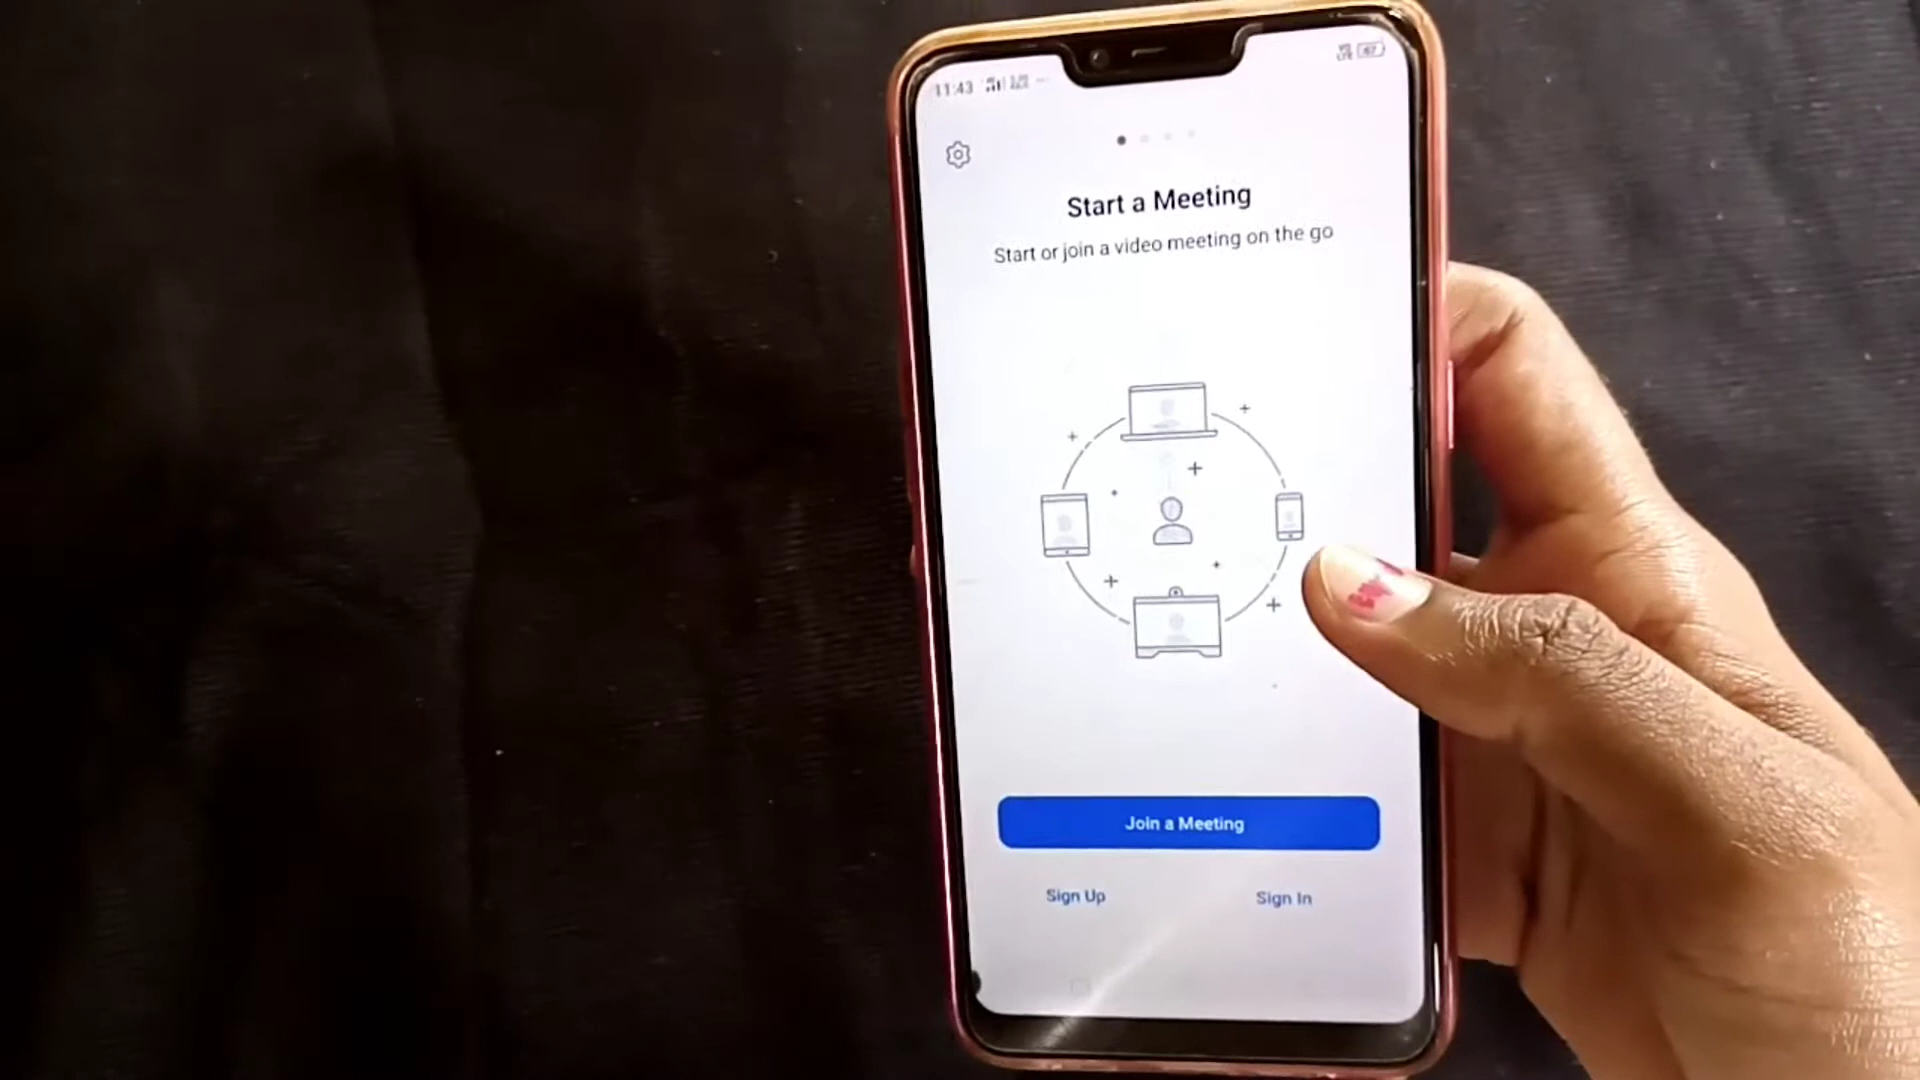 11:43
Start a Meeting
Start or join a video meeting on the go
Join a Meeting
Sign Up
Sign In